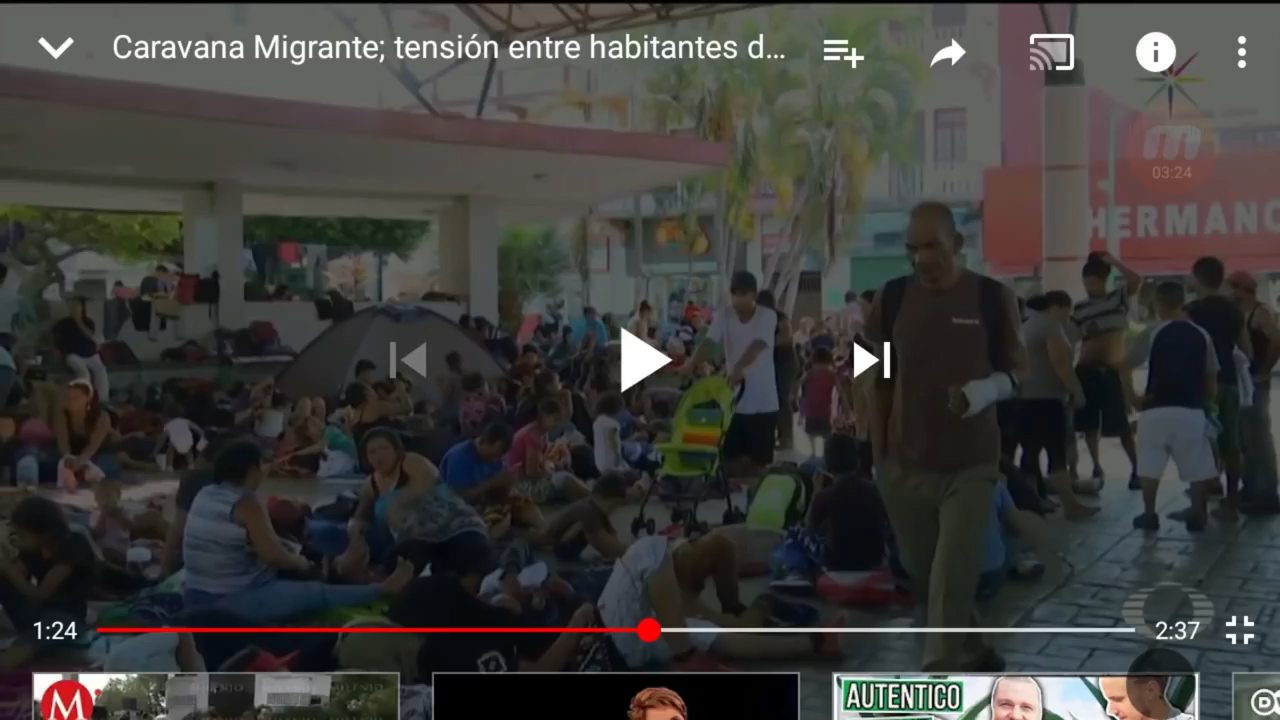 Caravana Migrante; tensión entre habitantes d...
m
03:24
HERMANO
1:24
2:37
M
AUTENTICO